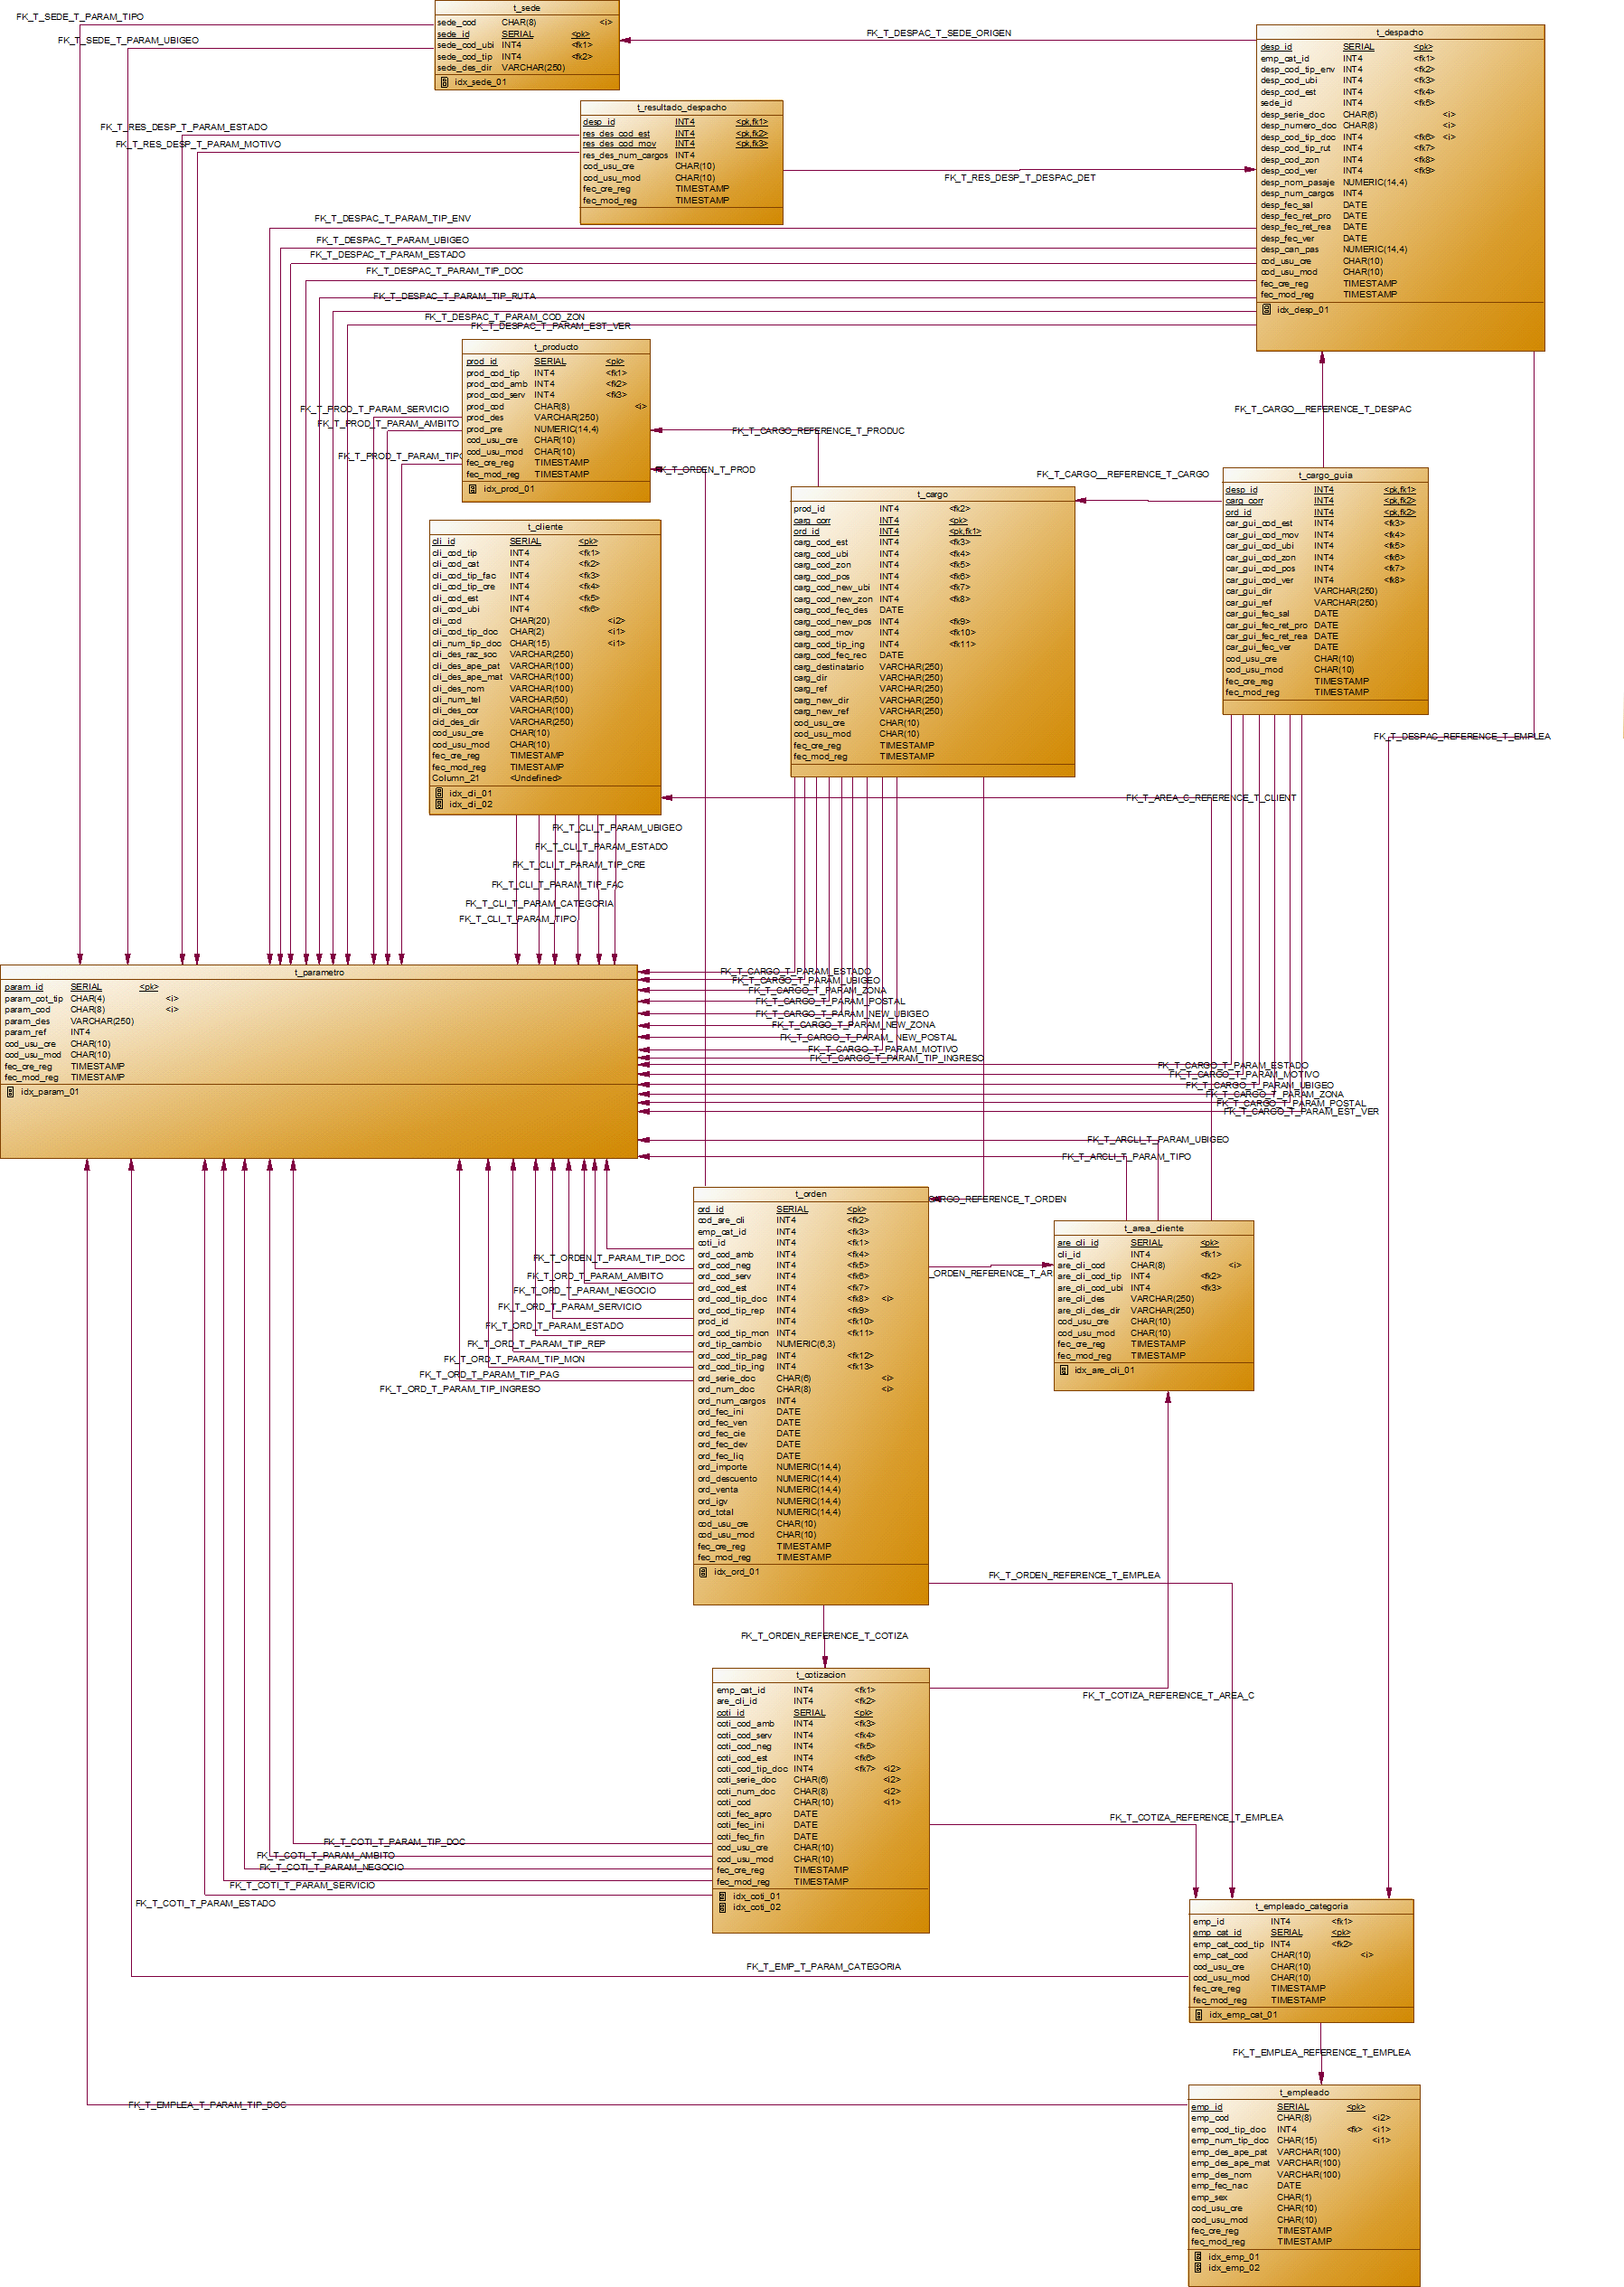 t_sede
sede_cod CHAR(8) <i>
sede_id SERIAL <pk>
sede_cod_ubi INT4 <fk1>
sede_cod_tip INT4 <fk2>
sede_des_dir VARCHAR(250)
idx_sede_01
FK_T_SEDE_T_PARAM_TIPO
FK_T_SEDE_T_PARAM_UBIGEO
FK_T_DESPAC_T_SEDE_ORIGEN
t_despacho
desp_id SERIAL <pk>
emp_cat_id INT4 <fk1>
desp_cod_tip_env INT4 <fk2>
desp_cod_ubi INT4 <fk3>
desp_cod_est INT4 <fk4>
sede_id INT4 <fk5>
desp_serie_doc CHAR(6) <i>
desp_numero_doc CHAR(8) <i>
desp_cod_tip_doc INT4 <fk6> <i>
desp_cod_tip_rut INT4 <fk7>
desp_cod_zon INT4 <fk8>
desp_cod_ver INT4 <fk9>
desp_nom_pasaje NUMERIC(14,4)
desp_num_cargos INT4
desp_fec_sal DATE
desp_fec_ret_pro DATE
desp_fec_ret_rea DATE
desp_fec_ver DATE
desp_can_pas NUMERIC(14,4)
cod_usu_cre CHAR(10)
cod_usu_mod CHAR(10)
fec_cre_reg TIMESTAMP
fec_mod_reg TIMESTAMP
idx_desp_01
t_resultado_despacho
desp_id INT4 <pk,fk1>
res_des_cod_est INT4 <pk,fk2>
res_des_cod_mov INT4 <pk,fk3>
res_des_num_cargos INT4
cod_usu_cre CHAR(10)
cod_usu_mod CHAR(10)
fec_cre_reg TIMESTAMP
fec_mod_reg TIMESTAMP
FK_T_RES_DESP_T_PARAM_ESTADO
FK_T_RES_DESP_T_PARAM_MOTIVO
FK_T_RES_DESP_T_DESPAC_DET
FK_T_DESPAC_T_PARAM_TIP_ENV
FK_T_DESPAC_T_PARAM_UBIGEO
FK_T_DESPAC_T_PARAM_ESTADO
FK_T_DESPAC_T_PARAM_TIP_DOC
FK_T_DESPAC_T_PARAM_TIP_RUTA
FK_T_DESPAC_T_PARAM_COD_ZON
FK_T_DESPAC_T_PARAM_EST_VER
t_producto
prod_id SERIAL <pk>
prod_cod_tip INT4 <fk1>
prod_cod_amb INT4 <fk2>
prod_cod_serv INT4 <fk3>
prod_cod CHAR(8) <i>
prod_des VARCHAR(250)
prod_pre NUMERIC(14,4)
cod_usu_cre CHAR(10)
cod_usu_mod CHAR(10)
fec_cre_reg TIMESTAMP
fec_mod_reg TIMESTAMP
idx_prod_01
FK_T_PROD_T_PARAM_SERVICIO
FK_T_PROD_T_PARAM_AMBITO
FK_T_PROD_T_PARAM_TIPO
FK_T_CARGO_REFERENCE_T_PRODUC
FK_T_ORDEN_T_PROD
FK_T_CARGO__REFERENCE_T_DESPAC
FK_T_CARGO__REFERENCE_T_CARGO
t_cargo_guia
desp_id INT4 <pk,fk1>
carg_corr INT4 <pk,fk2>
ord_id INT4 <pk,fk2>
car_gui_cod_est INT4 <fk3>
car_gui_cod_mov INT4 <fk4>
car_gui_cod_ubi INT4 <fk5>
car_gui_cod_zon INT4 <fk6>
car_gui_cod_pos INT4 <fk7>
car_gui_cod_ver INT4 <fk8>
car_gui_dir VARCHAR(250)
car_gui_ref VARCHAR(250)
car_gui_fec_sal DATE
car_gui_fec_ret_pro DATE
car_gui_fec_ret_rea DATE
car_gui_fec_ver DATE
cod_usu_cre CHAR(10)
cod_usu_mod CHAR(10)
fec_cre_reg TIMESTAMP
fec_mod_reg TIMESTAMP
t_cargo
prod_id INT4 <fk2>
carg_corr INT4 <pk>
ord_id INT4 <pk,fk1>
carg_cod_est INT4 <fk3>
carg_cod_ubi INT4 <fk4>
carg_cod_zon INT4 <fk5>
carg_cod_pos INT4 <fk6>
carg_cod_new_ubi INT4 <fk7>
carg_cod_new_zon INT4 <fk8>
carg_cod_fec_des DATE
carg_cod_new_pos INT4 <fk9>
carg_cod_mov INT4 <fk10>
carg_cod_tip_ing INT4 <fk11>
carg_cod_fec_rec DATE
carg_destinatario VARCHAR(250)
carg_dir VARCHAR(250)
carg_ref VARCHAR(250)
carg_new_dir VARCHAR(250)
carg_new_ref VARCHAR(250)
cod_usu_cre CHAR(10)
cod_usu_mod CHAR(10)
fec_cre_reg TIMESTAMP
fec_mod_reg TIMESTAMP
t_cliente
cli_id SERIAL <pk>
cli_cod_tip INT4 <fk1>
cli_cod_cat INT4 <fk2>
cli_cod_tip_fac INT4 <fk3>
cli_cod_tip_cre INT4 <fk4>
cli_cod_est INT4 <fk5>
cli_cod_ubi INT4 <fk6>
cli_cod CHAR(20) <i2>
cli_cod_tip_doc CHAR(2) <i1>
cli_num_tip_doc CHAR(15) <i1>
cli_des_raz_soc VARCHAR(250)
cli_des_ape_pat VARCHAR(100)
cli_des_ape_mat VARCHAR(100)
cli_des_nom VARCHAR(100)
cli_num_tel VARCHAR(50)
cli_des_cor VARCHAR(100)
cid_des_dir VARCHAR(250)
cod_usu_cre CHAR(10)
cod_usu_mod CHAR(10)
fec_cre_reg TIMESTAMP
fec_mod_reg TIMESTAMP
Column_21 <Undefined>
idx_cli_01
idx_cli_02
FK_T_DESPAC_REFERENCE_T_EMPLEA
FK_T_AREA_C_REFERENCE_T_CLIENT
FK_T_CLI_T_PARAM_UBIGEO
FK_T_CLI_T_PARAM_ESTADO
FK_T_CLI_T_PARAM_TIP_CRE
FK_T_CLI_T_PARAM_TIP_FAC
FK_T_CLI_T_PARAM_CATEGORIA
FK_T_CLI_T_PARAM_TIPO
t_parametro
param_id SERIAL <pk>
param_cot_tip CHAR(4) <i>
param_cod CHAR(8) <i>
param_des VARCHAR(250)
param_ref INT4
cod_usu_cre CHAR(10)
cod_usu_mod CHAR(10)
fec_cre_reg TIMESTAMP
fec_mod_reg TIMESTAMP
idx_param_01
FK_T_CARGO_T_PARAM_ESTADO
FK_T_CARGO_T_PARAM_UBIGEO
FK_T_CARGO_T_PARAM_ZONA
FK_T_CARGO_T_PARAM_POSTAL
FK_T_CARGO_T_PARAM_NEW_UBIGEO
FK_T_CARGO_T_PARAM_NEW_ZONA
FK_T_CARGO_T_PARAM_ NEW_POSTAL
FK_T_CARGO_T_PARAM_MOTIVO
FK_T_CARGO_T_PARAM_TIP_INGRESO
FK_T_CARGO_T_PARAM_ESTADO
FK_T_CARGO_T_PARAM_MOTIVO
FK_T_CARGO_T_PARAM_UBIGEO
FK_T_CARGO_T_PARAM_ZONA
FK_T_CARGO_T_PARAM_POSTAL
FK_T_CARGO_T_PARAM_EST_VER
FK_T_ARCLI_T_PARAM_UBIGEO
FK_T_ARCLI_T_PARAM_TIPO
CARGO_REFERENCE_T_ORDEN
t_orden
ord_id SERIAL <pk>
cod_are_cli INT4 <fk2>
emp_cat_id INT4 <fk3>
coti_id INT4 <fk1>
ord_cod_amb INT4 <fk4>
ord_cod_neg INT4 <fk5>
ord_cod_serv INT4 <fk6>
ord_cod_est INT4 <fk7>
ord_cod_tip_doc INT4 <fk8> <i>
ord_cod_tip_rep INT4 <fk9>
prod_id INT4 <fk10>
ord_cod_tip_mon INT4 <fk11>
ord_tip_cambio NUMERIC(6,3)
ord_cod_tip_pag INT4 <fk12>
ord_cod_tip_ing INT4 <fk13>
ord_serie_doc CHAR(6) <i>
ord_num_doc CHAR(8) <i>
ord_num_cargos INT4
ord_fec_ini DATE
ord_fec_ven DATE
ord_fec_cie DATE
ord_fec_dev DATE
ord_fec_liq DATE
ord_importe NUMERIC(14,4)
ord_descuento NUMERIC(14,4)
ord_venta NUMERIC(14,4)
ord_igv NUMERIC(14,4)
ord_total NUMERIC(14,4)
cod_usu_cre CHAR(10)
cod_usu_mod CHAR(10)
fec_cre_reg TIMESTAMP
fec_mod_reg TIMESTAMP
idx_ord_01
t_area_cliente
are_cli_id SERIAL <pk>
cli_id INT4 <fk1>
are_cli_cod CHAR(8) <i>
are_cli_cod_tip INT4 <fk2>
are_cli_cod_ubi INT4 <fk3>
are_cli_des VARCHAR(250)
are_cli_des_dir VARCHAR(250)
cod_usu_cre CHAR(10)
cod_usu_mod CHAR(10)
fec_cre_reg TIMESTAMP
fec_mod_reg TIMESTAMP
idx_are_cli_01
_ORDEN_REFERENCE_T_AR
FK_T_ORDEN_T_PARAM_TIP_DOC
FK_T_ORD_T_PARAM_AMBITO
FK_T_ORD_T_PARAM_NEGOCIO
FK_T_ORD_T_PARAM_SERVICIO
FK_T_ORD_T_PARAM_ESTADO
FK_T_ORD_T_PARAM_TIP_REP
FK_T_ORD_T_PARAM_TIP_MON
FK_T_ORD_T_PARAM_TIP_PAG
FK_T_ORD_T_PARAM_TIP_INGRESO
FK_T_ORDEN_REFERENCE_T_EMPLEA
FK_T_ORDEN_REFERENCE_T_COTIZA
t_cotizacion
emp_cat_id INT4 <fk1>
are_cli_id INT4 <fk2>
coti_id SERIAL <pk>
coti_cod_amb INT4 <fk3>
coti_cod_serv INT4 <fk4>
coti_cod_neg INT4 <fk5>
coti_cod_est INT4 <fk6>
coti_cod_tip_doc INT4 <fk7> <i2>
coti_serie_doc CHAR(6) <i2>
coti_num_doc CHAR(8) <i2>
coti_cod CHAR(10) <i1>
coti_fec_apro DATE
coti_fec_ini DATE
coti_fec_fin DATE
cod_usu_cre CHAR(10)
cod_usu_mod CHAR(10)
fec_cre_reg TIMESTAMP
fec_mod_reg TIMESTAMP
idx_coti_01
idx_coti_02
FK_T_COTIZA_REFERENCE_T_AREA_C
FK_T_COTIZA_REFERENCE_T_EMPLEA
FK_T_COTI_T_PARAM_TIP_DOC
FK_T_COTI_T_PARAM_AMBITO
FK_T_COTI_T_PARAM_NEGOCIO
FK_T_COTI_T_PARAM_SERVICIO
FK_T_COTI_T_PARAM_ESTADO
t_empleado_categoria
emp_id INT4 <fk1>
emp_cat_id SERIAL <pk>
emp_cat_cod_tip INT4 <fk2>
emp_cat_cod CHAR(10) <i>
cod_usu_cre CHAR(10)
cod_usu_mod CHAR(10)
fec_cre_reg TIMESTAMP
fec_mod_reg TIMESTAMP
idx_emp_cat_01
FK_T_EMP_T_PARAM_CATEGORIA
FK_T_EMPLEA_REFERENCE_T_EMPLEA
FK_T_EMPLEA_T_PARAM_TIP_DOC
t_empleado
emp_id SERIAL <pk>
emp_cod CHAR(8) <i2>
emp_cod_tip_doc INT4 <fk> <i1>
emp_num_tip_doc CHAR(15) <i1>
emp_des_ape_pat VARCHAR(100)
emp_des_ape_mat VARCHAR(100)
emp_des_nom VARCHAR(100)
emp_fec_nac DATE
emp_sex CHAR(1)
cod_usu_cre CHAR(10)
cod_usu_mod CHAR(10)
fec_cre_reg TIMESTAMP
fec_mod_reg TIMESTAMP
idx_emp_01
idx_emp_02